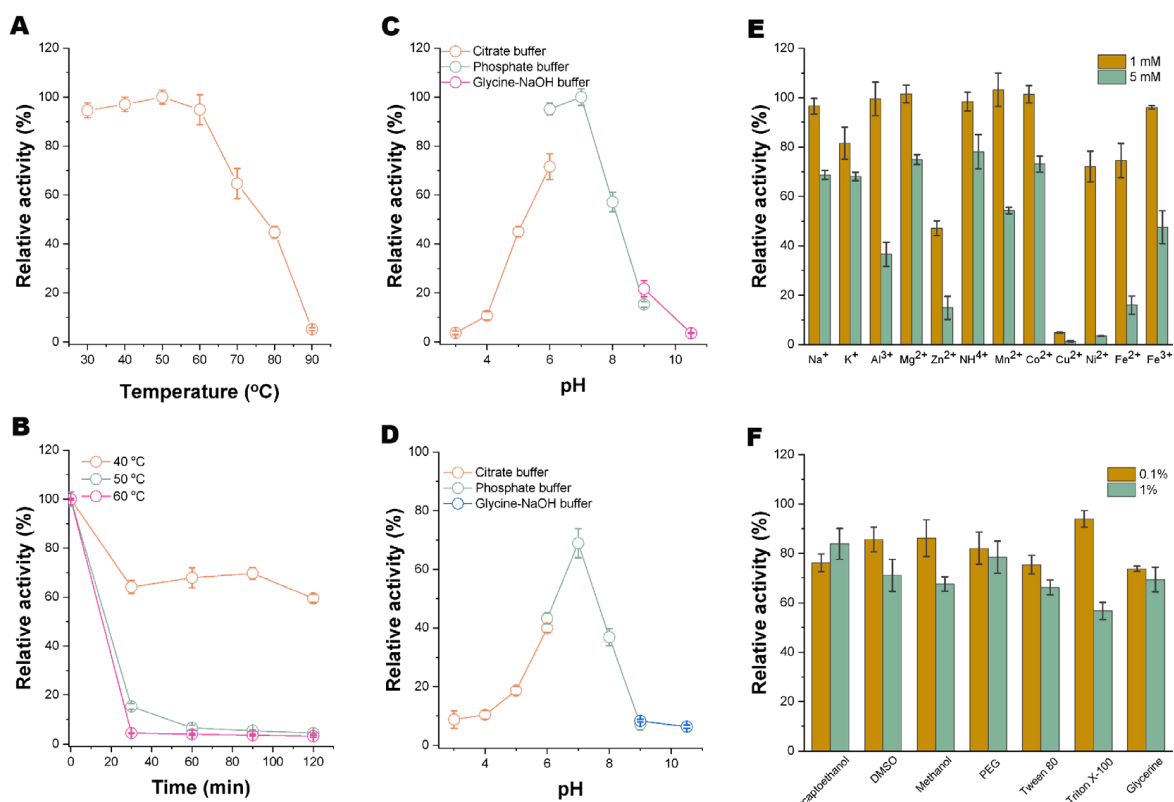 A
Relative activity (%)
120
100
80
60
40
20
0
30 40 50 60 70 80 90
Temperature (ºC)
C
Citrate buffer
Phosphate buffer
Glycine-NaOH buffer
Relative activity (%)
120
100
80
60
40
20
0
4 6 8 10
pH
E
1 mM
5 mM
Relative activity (%)
120
100
80
60
40
20
0
Na+ K+ Al3+ Mg2+ Zn2+ NH4+ Mn2+ Co2+ Cu2+ Ni2+ Fe2+ Fe3+
B
40 ºC
50 ºC
60 ºC
Relative activity (%)
120
100
80
60
40
20
0
0 20 40 60 80 100 120
Time (min)
D
Citrate buffer
Phosphate buffer
Glycine-NaOH buffer
Relative activity (%)
100
80
60
40
20
0
4 6 8 10
pH
F
0.1%
1%
Relative activity (%)
120
100
80
60
40
20
0
captoethanol DMSO Methanol PEG Tween 80 Triton X-100 Glycerine